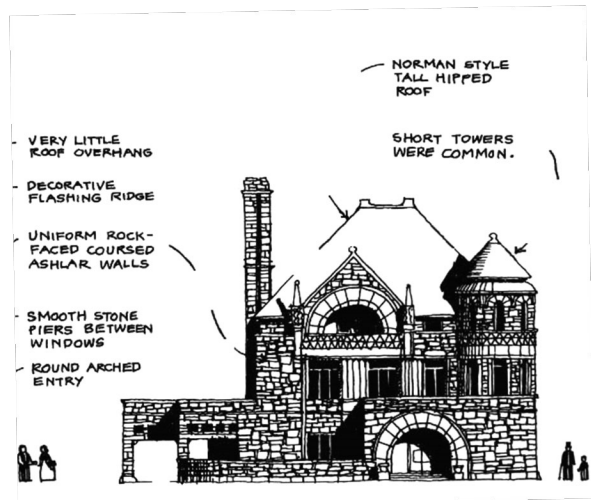 NORMAN STYLE
TALL HIPPED
ROOF
SHORT TOWERS
WERE COMMON.
VERY LITTLE
ROOF OVERHANG
DECORATIVE
FLASHING RIDGE
UNIFORM ROCK-
FACED COURSED
ASHLAR WALLS
SMOOTH STONE
PIERS BETWEEN
WINDOWS
ROUND ARCHED
ENTRY